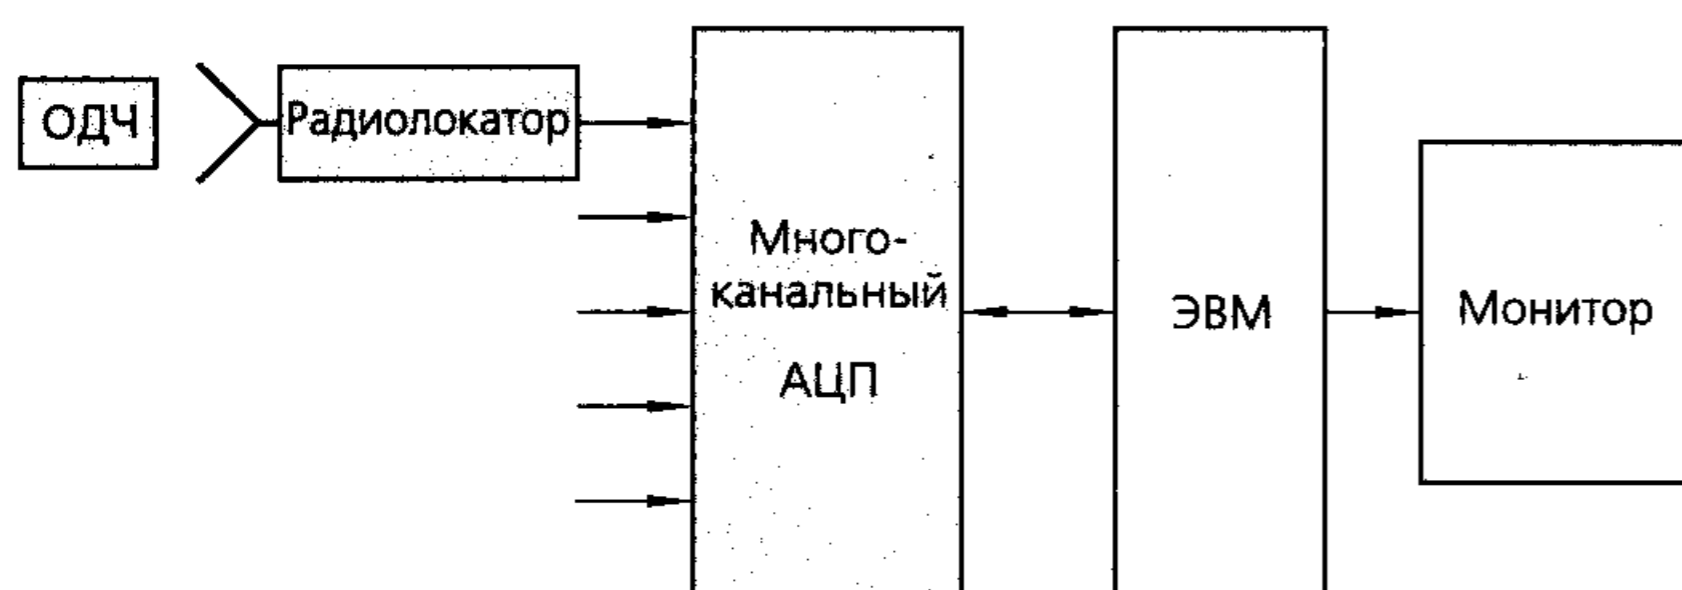 ОДЧ
Радиолокатор
Много-
канальный
АЦП
ЭВМ
Монитор